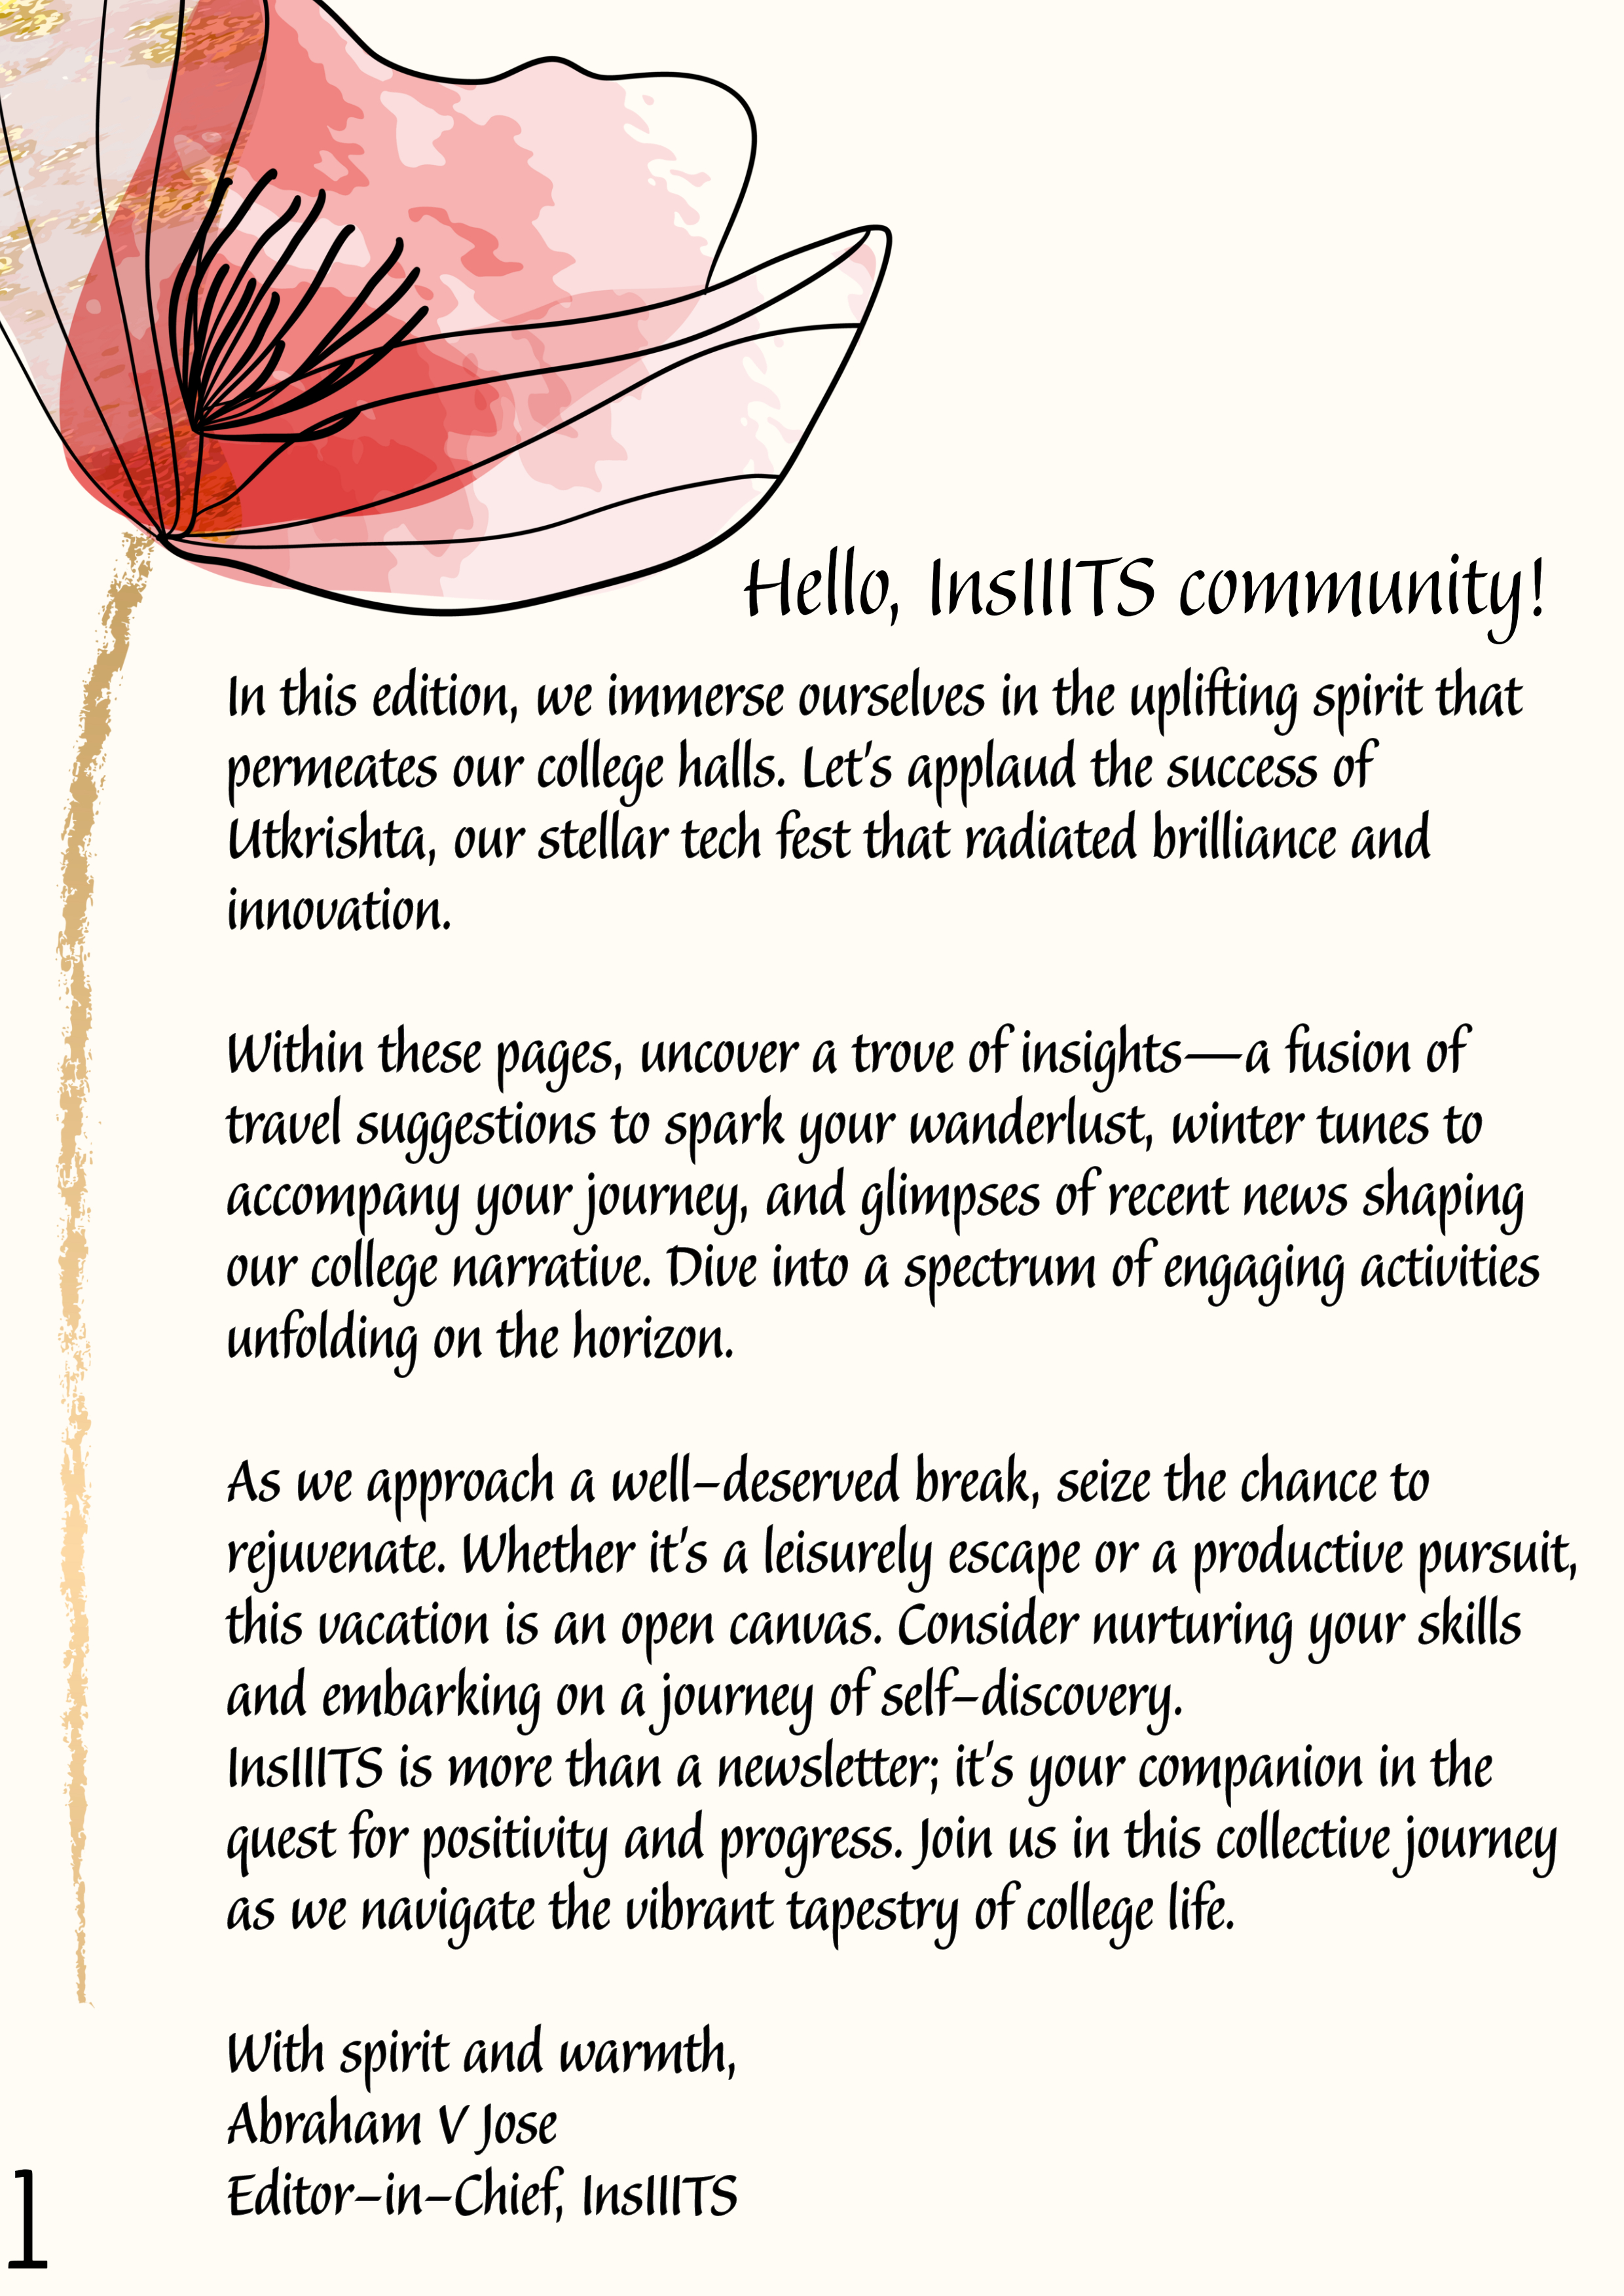 Hello, InsIIITS community!
In this edition, we immerse ourselves in the uplifting spirit that
permeates our college halls. Let's applaud the success of
Utkrishta, our stellar tech fest that radiated brilliance and
innovation.
Within these pages, uncover a trove of insights—a fusion of
travel suggestions to spark your wanderlust, winter tunes to
accompany your journey, and glimpses of recent news shaping
our college narrative. Dive into a spectrum of engaging activities
unfolding on the horizon.
As we approach a well-deserved break, seize the chance to
rejuvenate. Whether it's a leisurely escape or a productive pursuit,
this vacation is an open canvas. Consider nurturing your skills
and embarking on a journey of self-discovery.
InsIIITS is more than a newsletter; it's your companion in the
quest for positivity and progress. Join us in this collective journey
as we navigate the vibrant tapestry of college life.
With spirit and warmth,
Abraham V Jose
Editor-in-Chief, InsIIITS
1